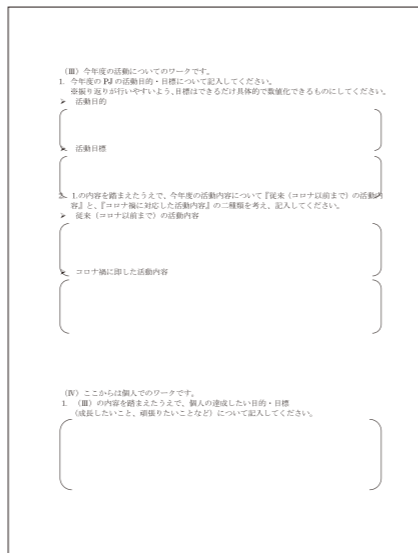 （Ⅲ）今年度の活動についてのワークです。
1. 今年度の PJ の活動目的・目標について記入してください。
※振り返りが行いやすいよう、目標はできるだけ具体的で数値化できるものにしてください。
➢ 活動目的
➢ 活動目標
2. 1.の内容を踏まえたうえで、今年度の活動内容について『従来（コロナ以前まで）の活動内
容』と、『コロナ禍に対応した活動内容』の二種類を考え、記入してください。
➢ 従来（コロナ以前まで）の活動内容
➢ コロナ禍に即した活動内容
（Ⅳ）ここからは個人でのワークです。
1. （Ⅲ）の内容を踏まえたうえで、個人の達成したい目的・目標
（成長したいこと、頑張りたいことなど）について記入してください。